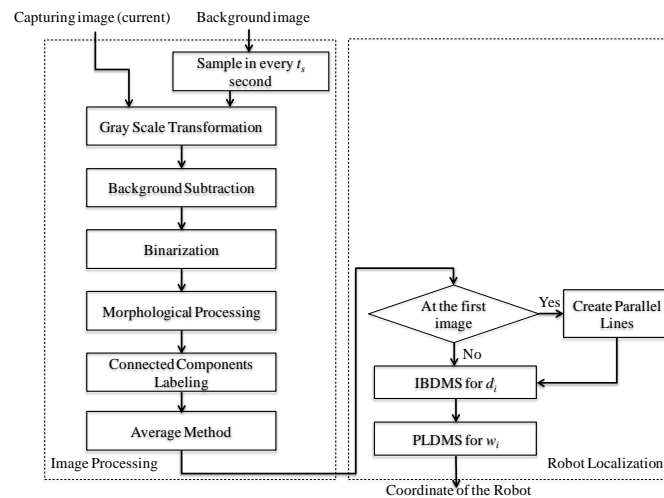 Capturing image (current)
Background image
Sample in every t_s
second
Gray Scale Transformation
Background Subtraction
Binarization
Morphological Processing
Connected Components
Labeling
Average Method
Image Processing
At the first
image
Yes
Create Parallel
Lines
No
IBDMS for d_i
PLDMS for w_i
Robot Localization
Coordinate of the Robot